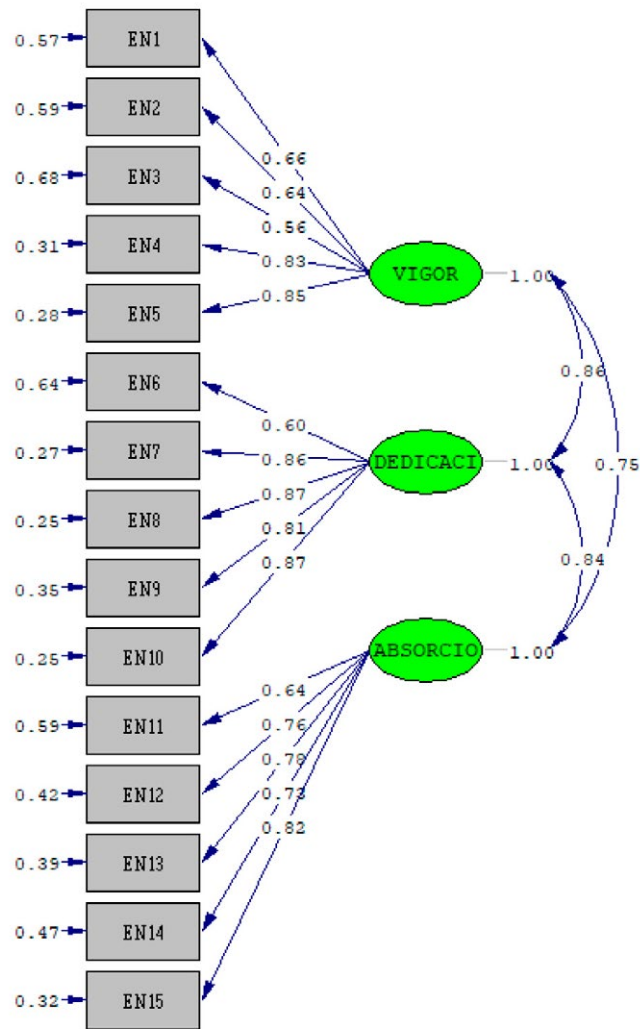 0.57 EN1
0.59 EN2
0.66
0.68 EN3
0.64
0.56
0.31 EN4
0.83
VIGOR 1.00
0.28 EN5
0.85
0.64 EN6
0.86
0.60
0.27 EN7
0.86
DEDICACI 1.00 0.75
0.25 EN8
0.87
0.81
0.35 EN9
0.87
0.84
0.25 EN10
ABSORCIO 1.00
0.64
0.59 EN11
0.76
0.78
0.42 EN12
0.73
0.82
0.39 EN13
0.47 EN14
0.32 EN15